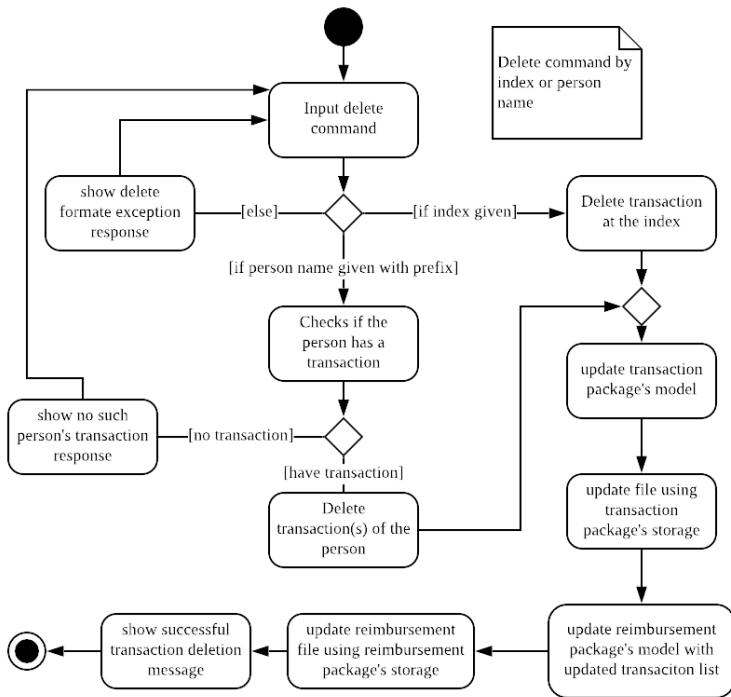 Delete command by
index or person
name
Input delete
command
show delete
formate exception
response
[else]
[if index given]
Delete transaction
at the index
[if person name given with prefix]
Checks if the
person has a
transaction
update transaction
package's model
show no such
person's transaction
response
[no transaction]
[have transaction]
Delete
transaction(s) of the
person
update file using
transaction
package's storage
show successful
transaction deletion
message
update reimbursement
file using reimbursement
package's storage
update reimbursement
package's model with
updated transaciton list